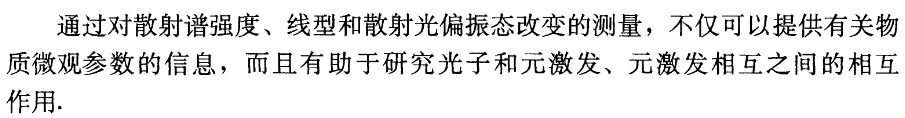 通过对散射谱强度、线型和散射光偏振态改变的测量，不仅可以提供有关物
质微观参数的信息，而且有助于研究光子和元激发、元激发相互之间的相互
作用.